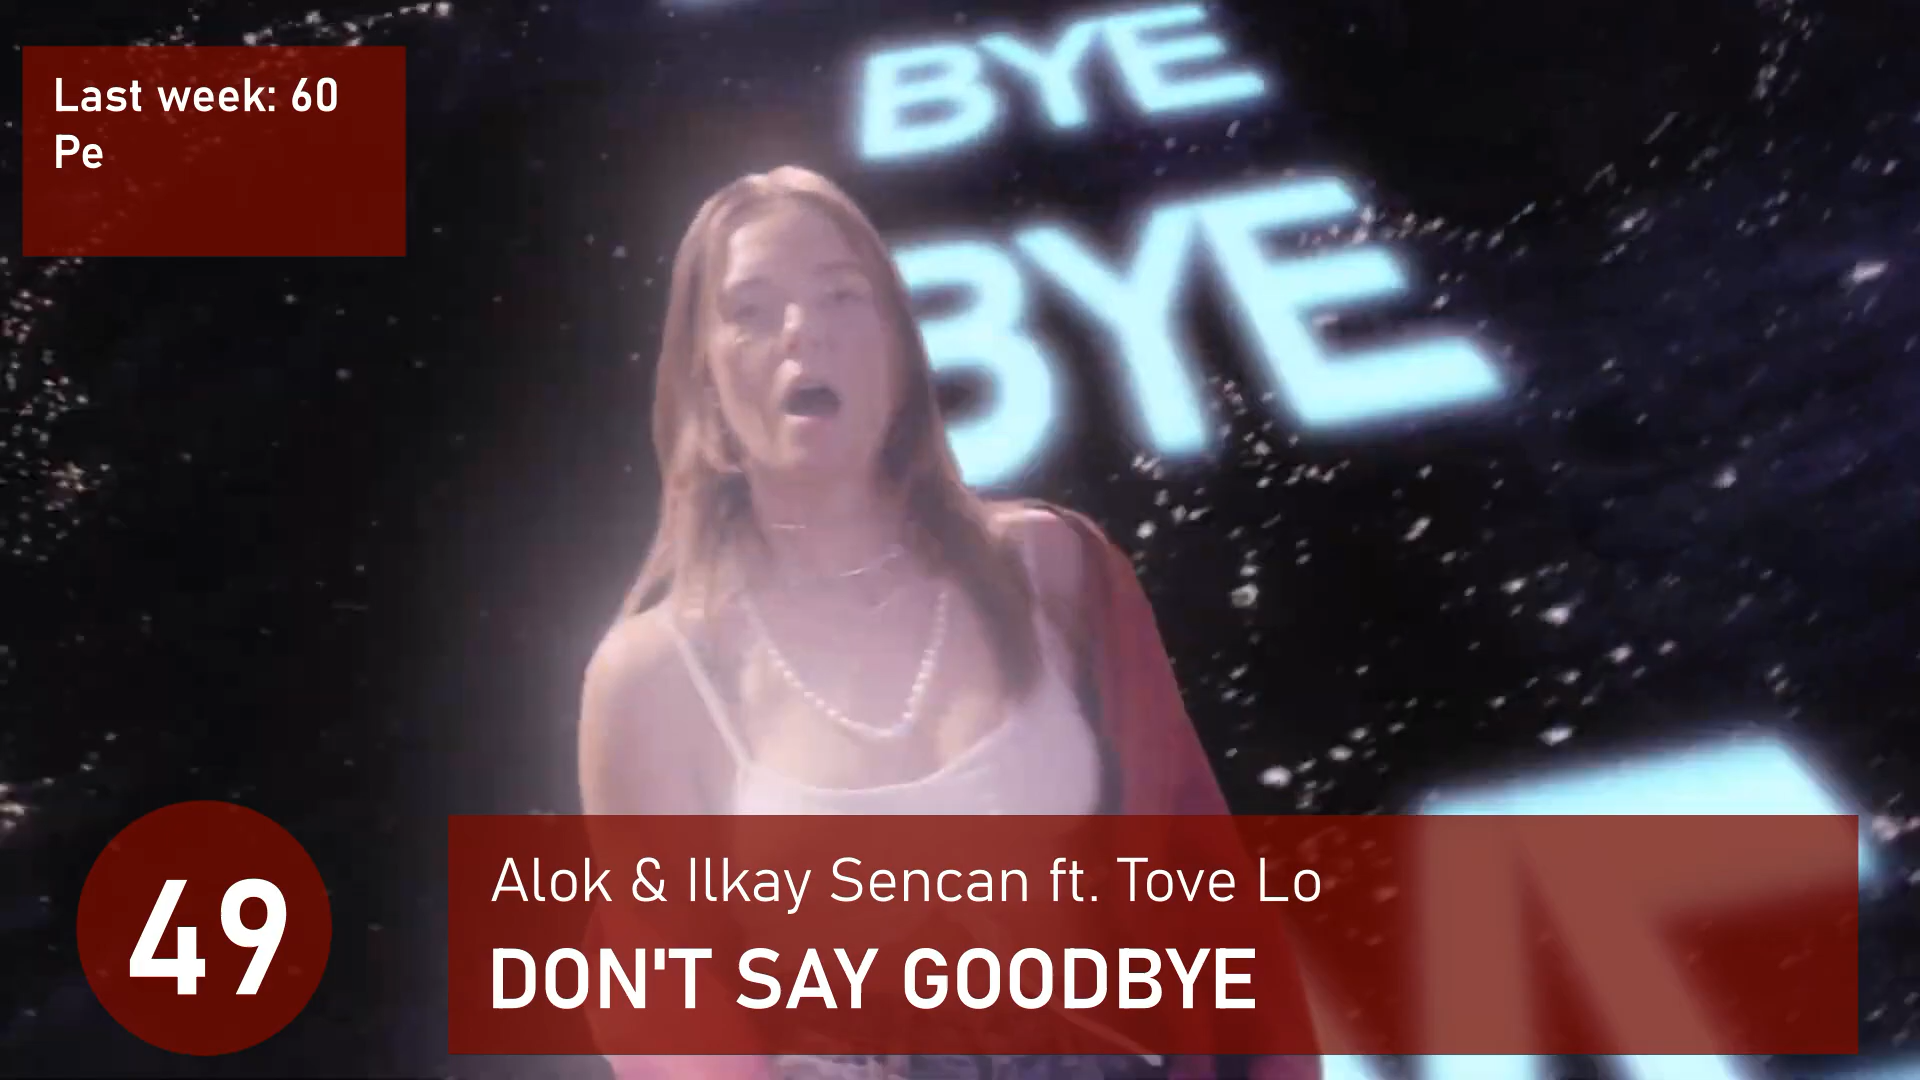 Last week: 60
Pe
BYE
BYE
49
Alok & Ilkay Sencan ft. Tove Lo
DON'T SAY GOODBYE